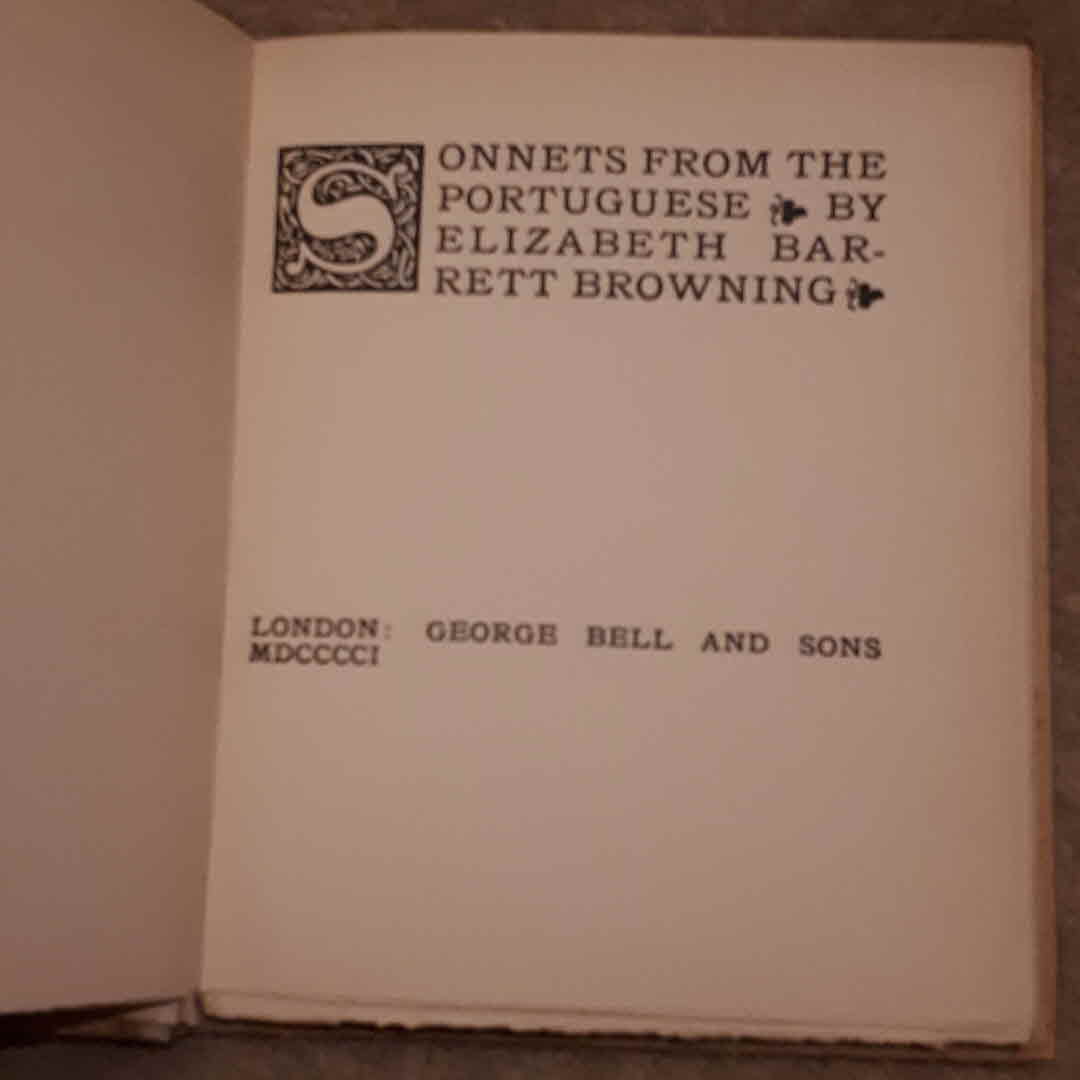 SONNETS FROM THE
PORTUGUESE ❧ BY
ELIZABETH BAR-
RETT BROWNING ❧
LONDON: GEORGE BELL AND SONS
MDCCCCI